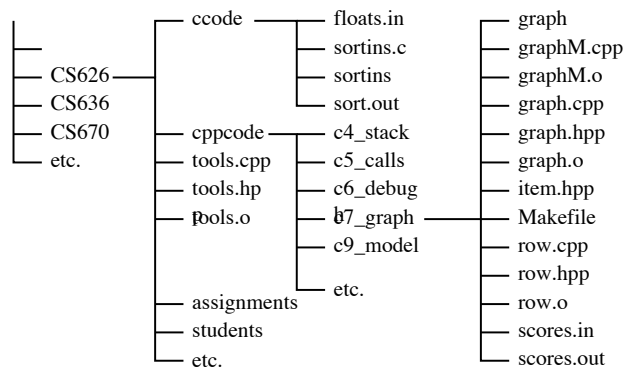 CS626
CS636
CS670
etc.
ccode
cppcode
tools.cpp
tools.hp
p
tools.o
assignments
students
etc.
floats.in
sortins.c
sortins
sort.out
c4_stack
c5_calls
c6_debug
h
c7_graph
c9_model
etc.
graph
graphM.cpp
graphM.o
graph.cpp
graph.hpp
graph.o
item.hpp
Makefile
row.cpp
row.hpp
row.o
scores.in
scores.out